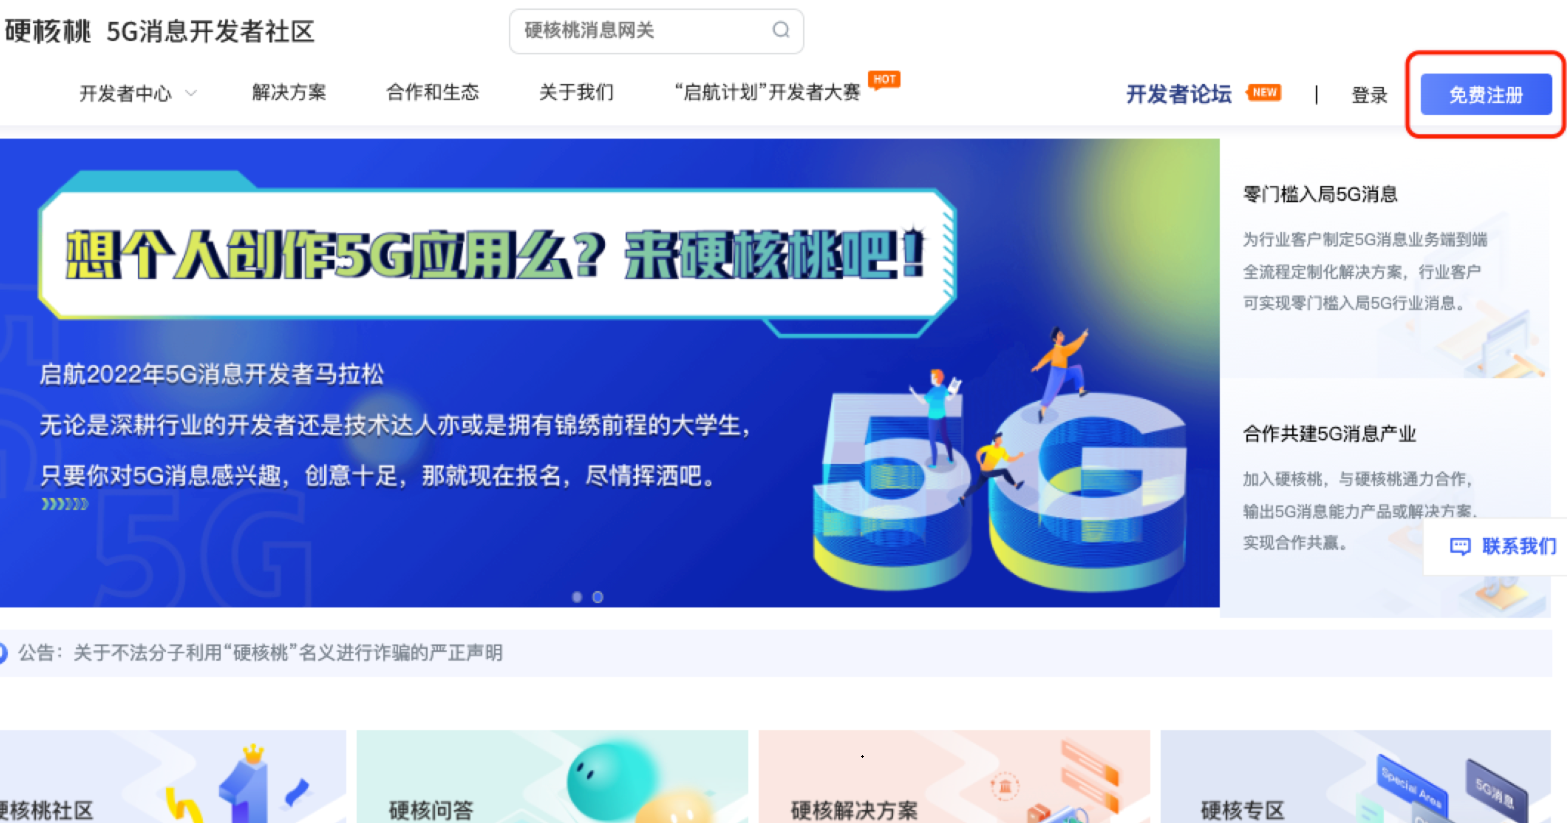 硬核桃 5G消息开发者社区
硬核桃消息网关
开发者中心
解决方案
合作和生态
关于我们
“启航计划”开发者大赛
HOT
开发者论坛
NEW
|
登录
免费注册
想个人创作5G应用么？来硬核桃吧！
启航2022年5G消息开发者马拉松
无论是深耕行业的开发者还是技术达人亦或是拥有锦绣前程的大学生，
只要你对5G消息感兴趣，创意十足，那就现在报名，尽情挥洒吧。
5G
5G
零门槛入局5G消息
为行业客户制定5G消息业务端到端
全流程定制化解决方案，行业客户
可实现零门槛入局5G行业消息。
合作共建5G消息产业
加入硬核桃，与硬核桃通力合作，
输出5G消息能力产品或解决方案，
实现合作共赢。
联系我们
公告：关于不法分子利用“硬核桃”名义进行诈骗的严正声明
硬核桃社区
1
硬核问答
硬核解决方案
硬核专区
Special Area
5G消息